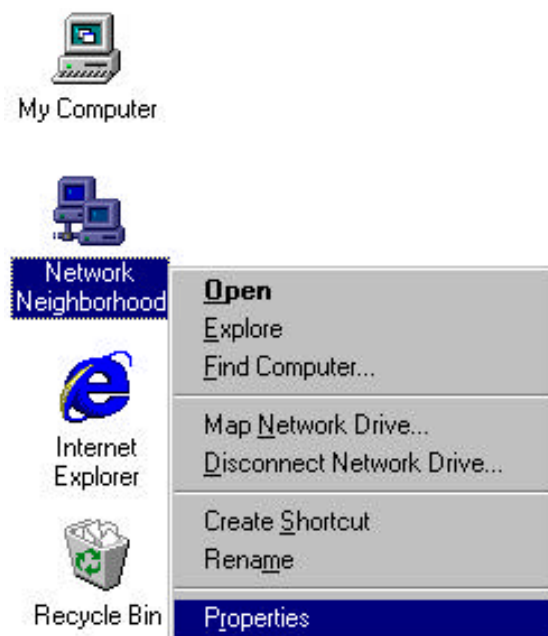 My Computer
Network
Neighborhood
Open
Explore
Find Computer...
Map Network Drive...
Disconnect Network Drive...
Create Shortcut
Rename
Properties
Internet
Explorer
Recycle Bin